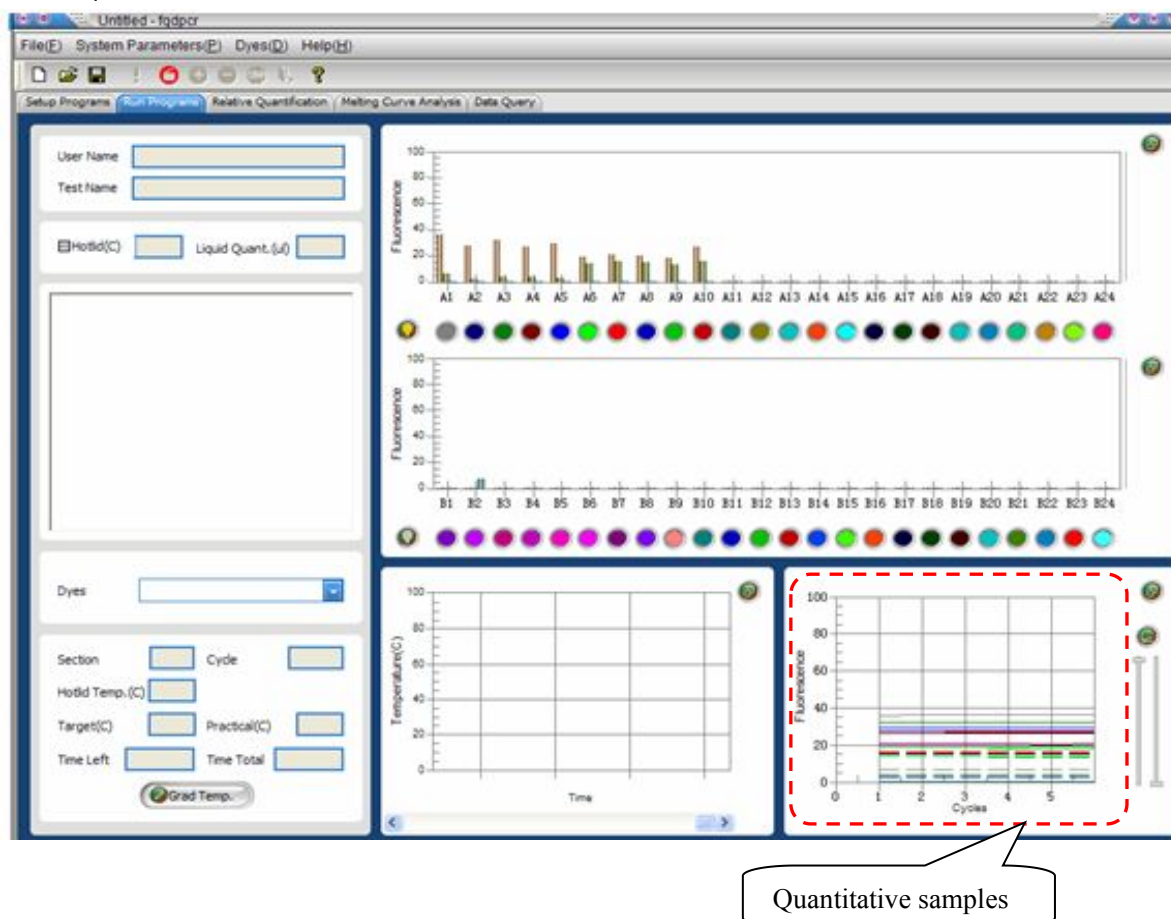 Untitled - fqdpcr
File(F) System Parameters(P) Dyes(D) Help(H)
Setup Programs Run Programs Relative Quantification Melting Curve Analysis Data Query
User Name
Test Name
Hotlid(C) Liquid Quant.(ul)
Dyes
Section Cycle
Hotlid Temp.(C)
Target(C) Practical(C)
Time Left Time Total
Grad Temp.
Fluorescence
100
80
60
40
20
0
A1 A2 A3 A4 A5 A6 A7 A8 A9 A10 A11 A12 A13 A14 A15 A16 A17 A18 A19 A20 A21 A22 A23 A24
Fluorescence
100
80
60
40
20
0
B1 B2 B3 B4 B5 B6 B7 B8 B9 B10 B11 B12 B13 B14 B15 B16 B17 B18 B19 B20 B21 B22 B23 B24
Temperature(C)
100
80
60
40
20
0
Time
Fluorescence
100
80
60
40
20
0
0 1 2 3 4 5
Cycles
Quantitative samples